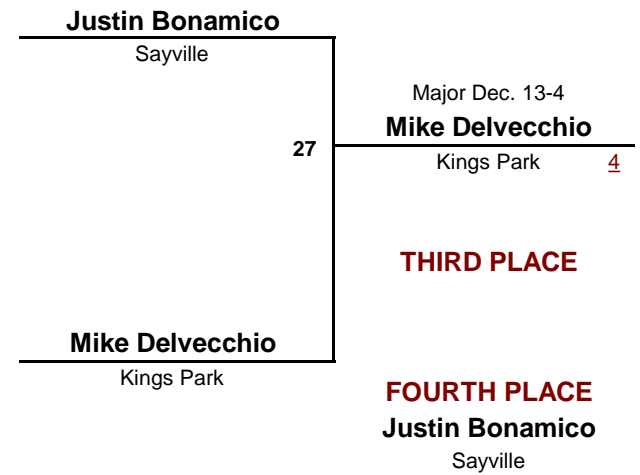 Justin Bonamico
Sayville
Major Dec. 13-4
Mike Delvecchio
27
Kings Park 4
THIRD PLACE
Mike Delvecchio
Kings Park
FOURTH PLACE
Justin Bonamico
Sayville